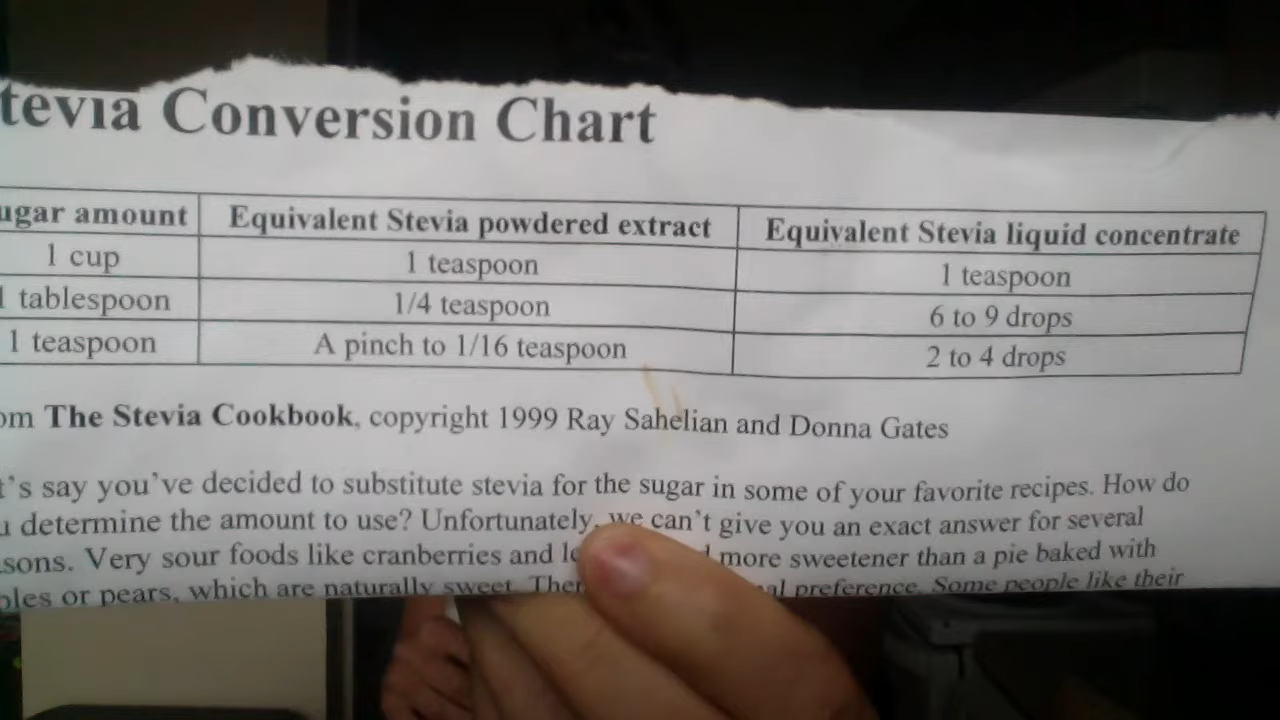 tevia Conversion Chart
ugar amount Equivalent Stevia powdered extract Equivalent Stevia liquid concentrate
1 cup 1 teaspoon 1 teaspoon
1 tablespoon 1/4 teaspoon 6 to 9 drops
1 teaspoon A pinch to 1/16 teaspoon 2 to 4 drops
om The Stevia Cookbook, copyright 1999 Ray Sahelian and Donna Gates
t's say you've decided to substitute stevia for the sugar in some of your favorite recipes. How do
u determine the amount to use? Unfortunately, we can't give you an exact answer for several
sons. Very sour foods like cranberries and more sweetener than a pie baked with
ples or pears, which are naturally sweet. preference. Some people like their